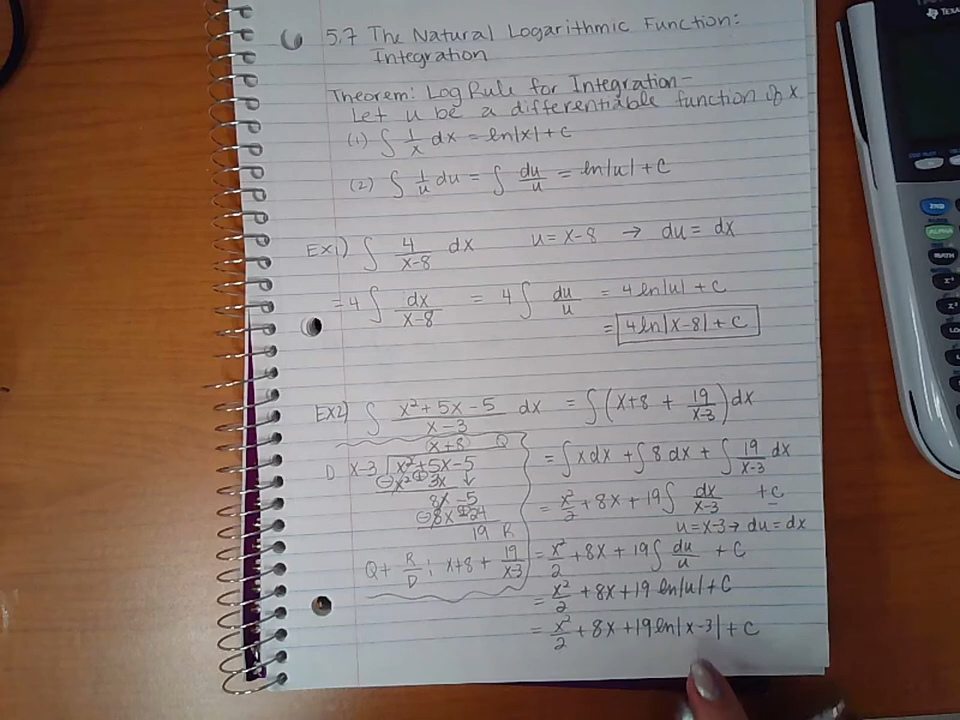 5.7 The Natural Logarithmic Function:
Integration
Theorem: Log Rule for Integration-
Let u be a differentiable function of x
(1) ∫ 1/x dx = ln|x| + C
(2) ∫ 1/u du = ∫ du/u = ln|u| + C
Ex1) ∫ 4/(x-8) dx u = x-8 → du = dx
= 4 ∫ dx/(x-8) = 4 ∫ du/u = 4 ln|u| + C
= 4 ln|x-8| + C
Ex2) ∫ (x² + 5x - 5)/(x - 3) dx = ∫ (x+8 + 19/(x-3)) dx
x+8 Q
D x-3 x² + 5x - 5
- x² + 3x ↓
8x - 5
- 8x + 24
19 R
Q + R/D ; x+8 + 19/(x-3)
= ∫ x dx + ∫ 8 dx + ∫ 19/(x-3) dx
= x²/2 + 8x + 19 ∫ dx/(x-3) + C
u = x-3 → du = dx
= x²/2 + 8x + 19 ∫ du/u + C
= x²/2 + 8x + 19 ln|u| + C
= x²/2 + 8x + 19 ln|x-3| + C
2ND
ALPHA
MATH